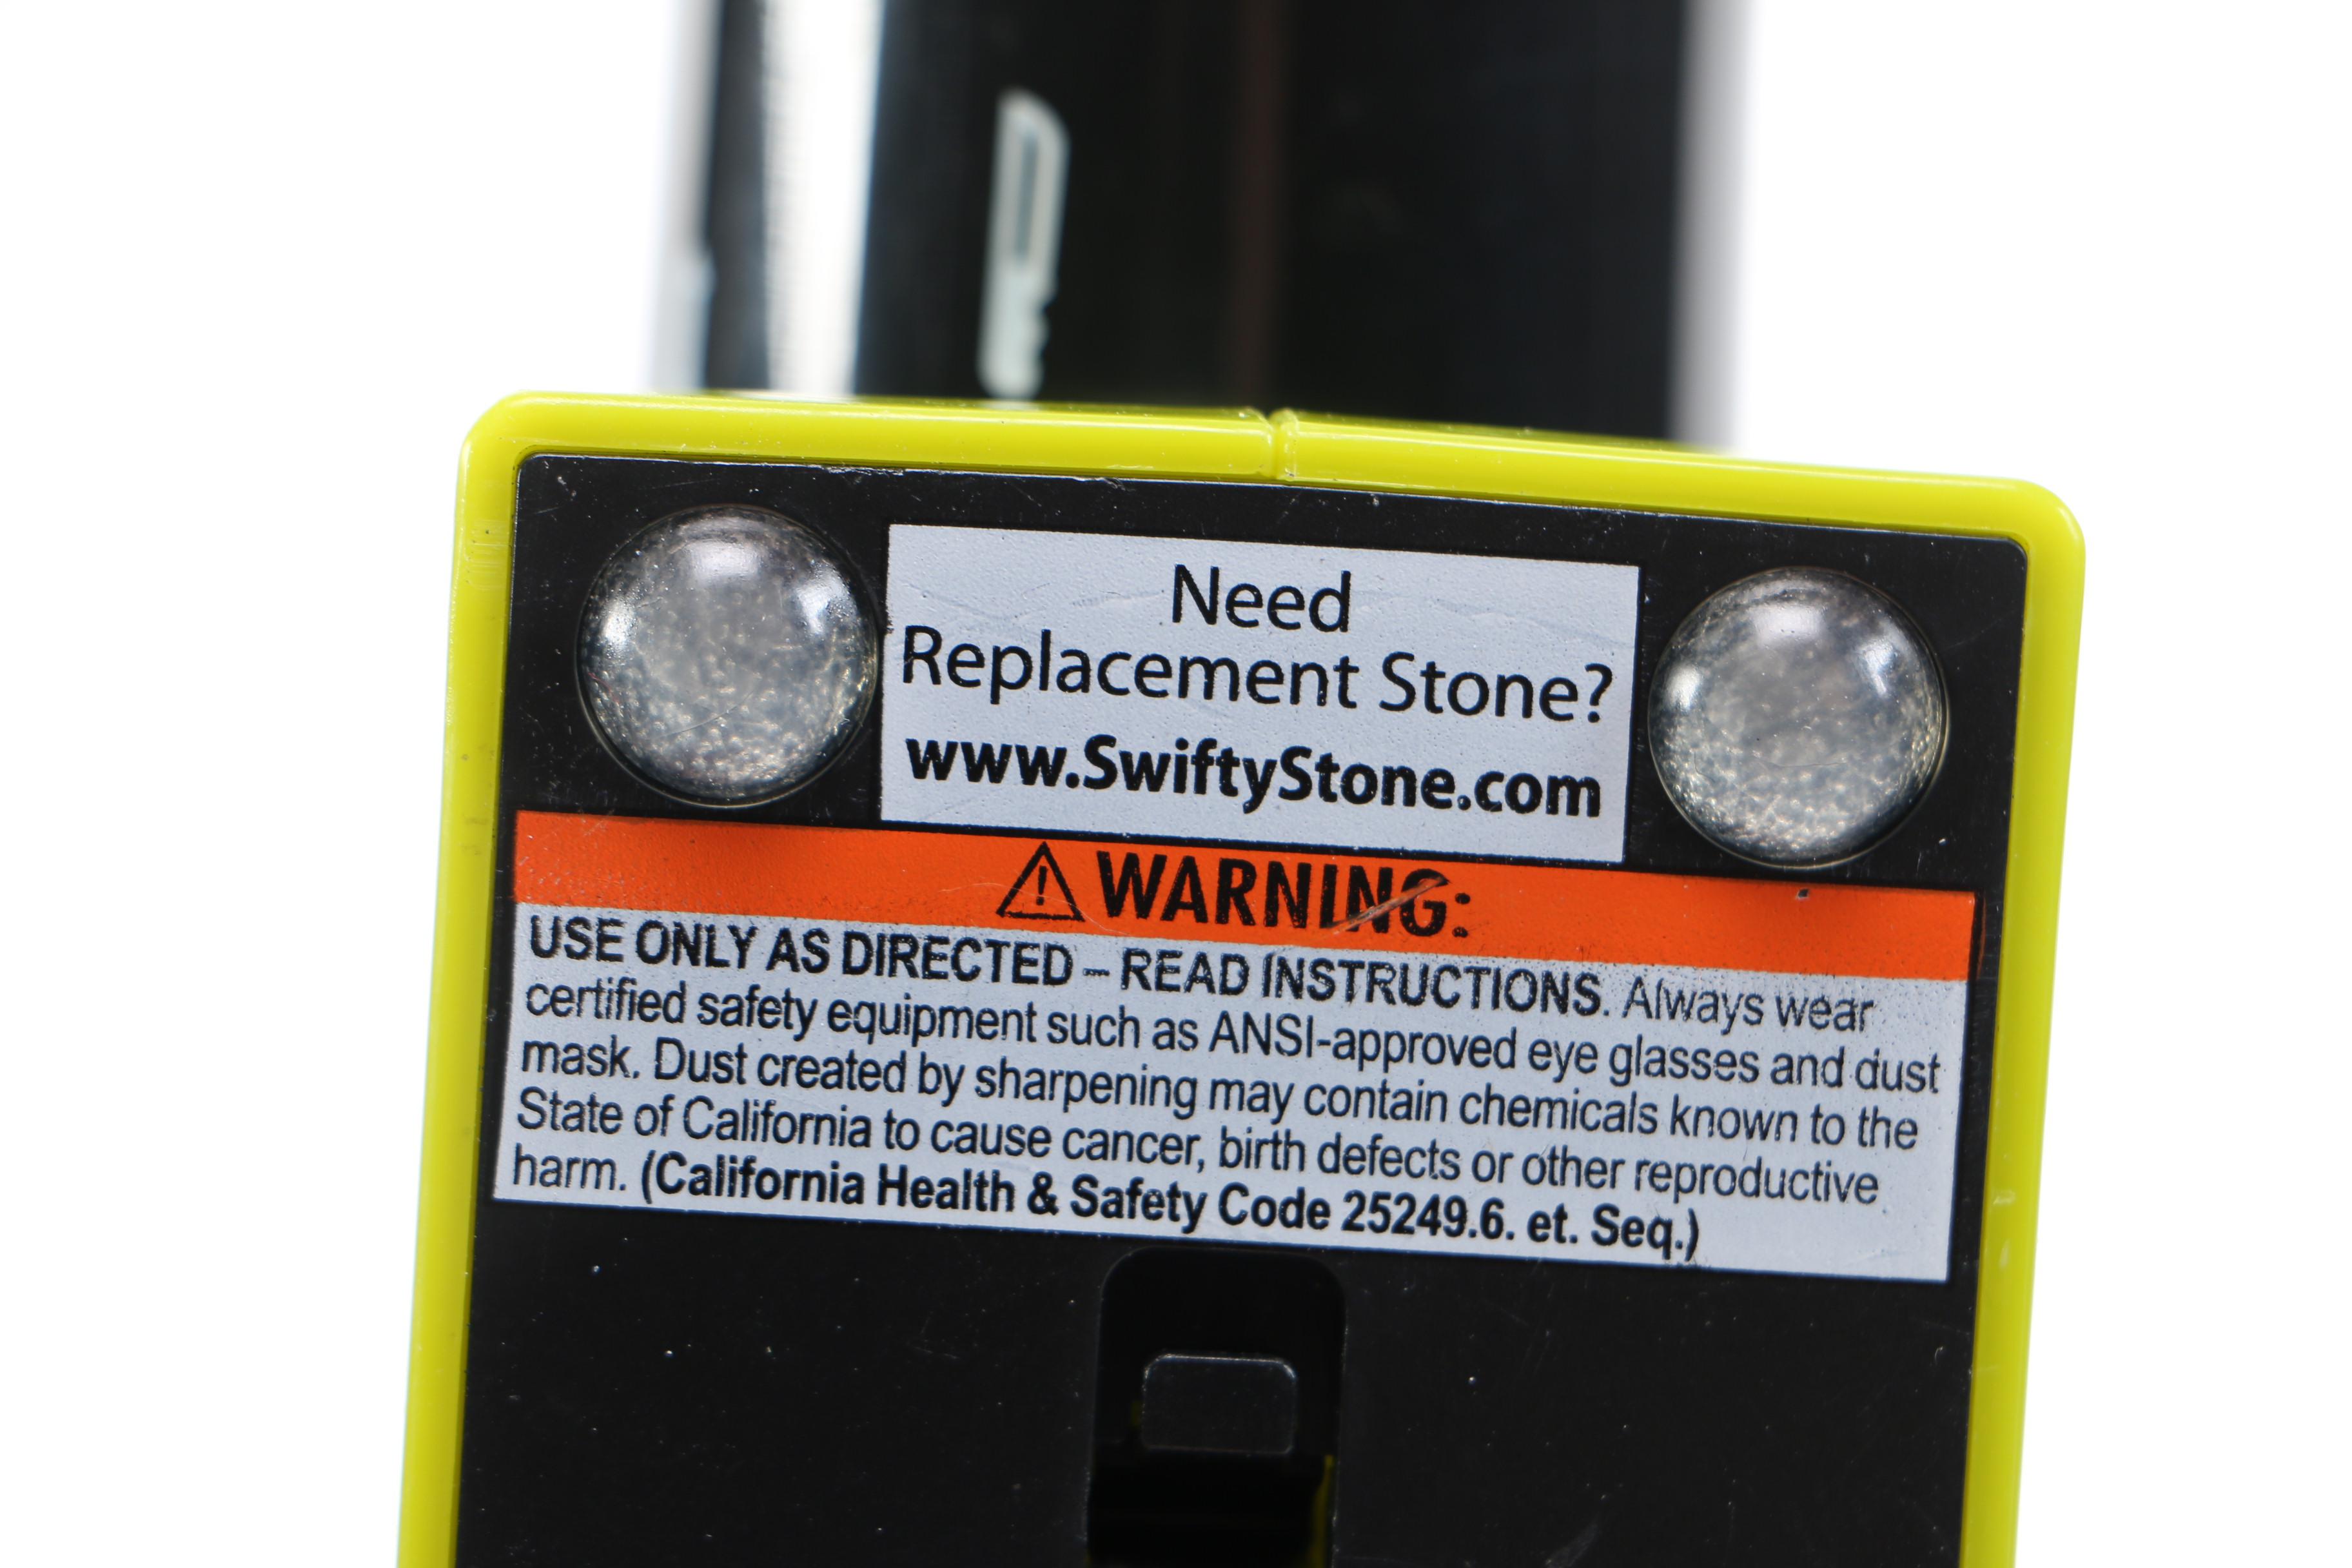 Need
Replacement Stone?
www.SwiftyStone.com
WARNING:
USE ONLY AS DIRECTED – READ INSTRUCTIONS. Always wear
certified safety equipment such as ANSI-approved eye glasses and dust
mask. Dust created by sharpening may contain chemicals known to the
State of California to cause cancer, birth defects or other reproductive
harm. (California Health & Safety Code 25249.6. et. Seq.)